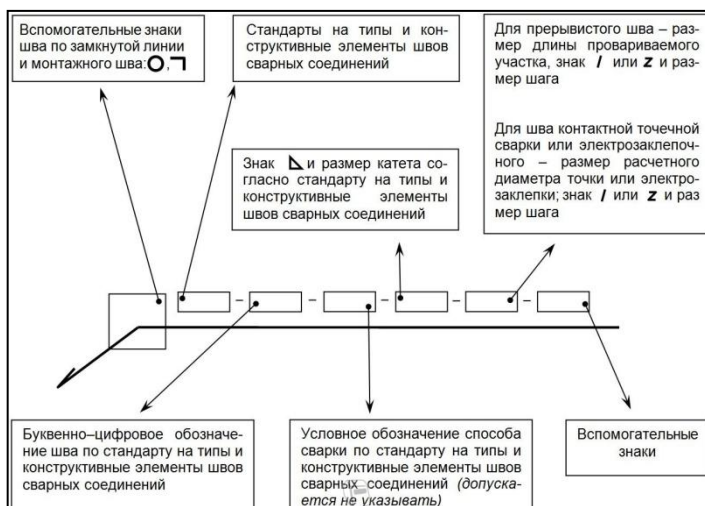 Вспомогательные знаки
шва по замкнутой линии
и монтажного шва: О, ㄱ
Стандарты на типы и кон-
структивные элементы швов
сварных соединений
Для прерывистого шва – раз-
мер длины провариваемого
участка, знак / или Z и раз-
мер шага
Для шва контактной точечной
сварки или электрозаклепоч-
ного – размер расчетного
диаметра точки или электро-
заклепки; знак / или Z и раз
мер шага
Знак ⊿ и размер катета со-
гласно стандарту на типы и
конструктивные элементы
швов сварных соединений
Буквенно–цифровое обозначе-
ние шва по стандарту на типы и
конструктивные элементы швов
сварных соединений
Условное обозначение способа
сварки по стандарту на типы и
конструктивные элементы швов
сварных соединений (допуска-
ется не указывать)
Вспомогательные
знаки